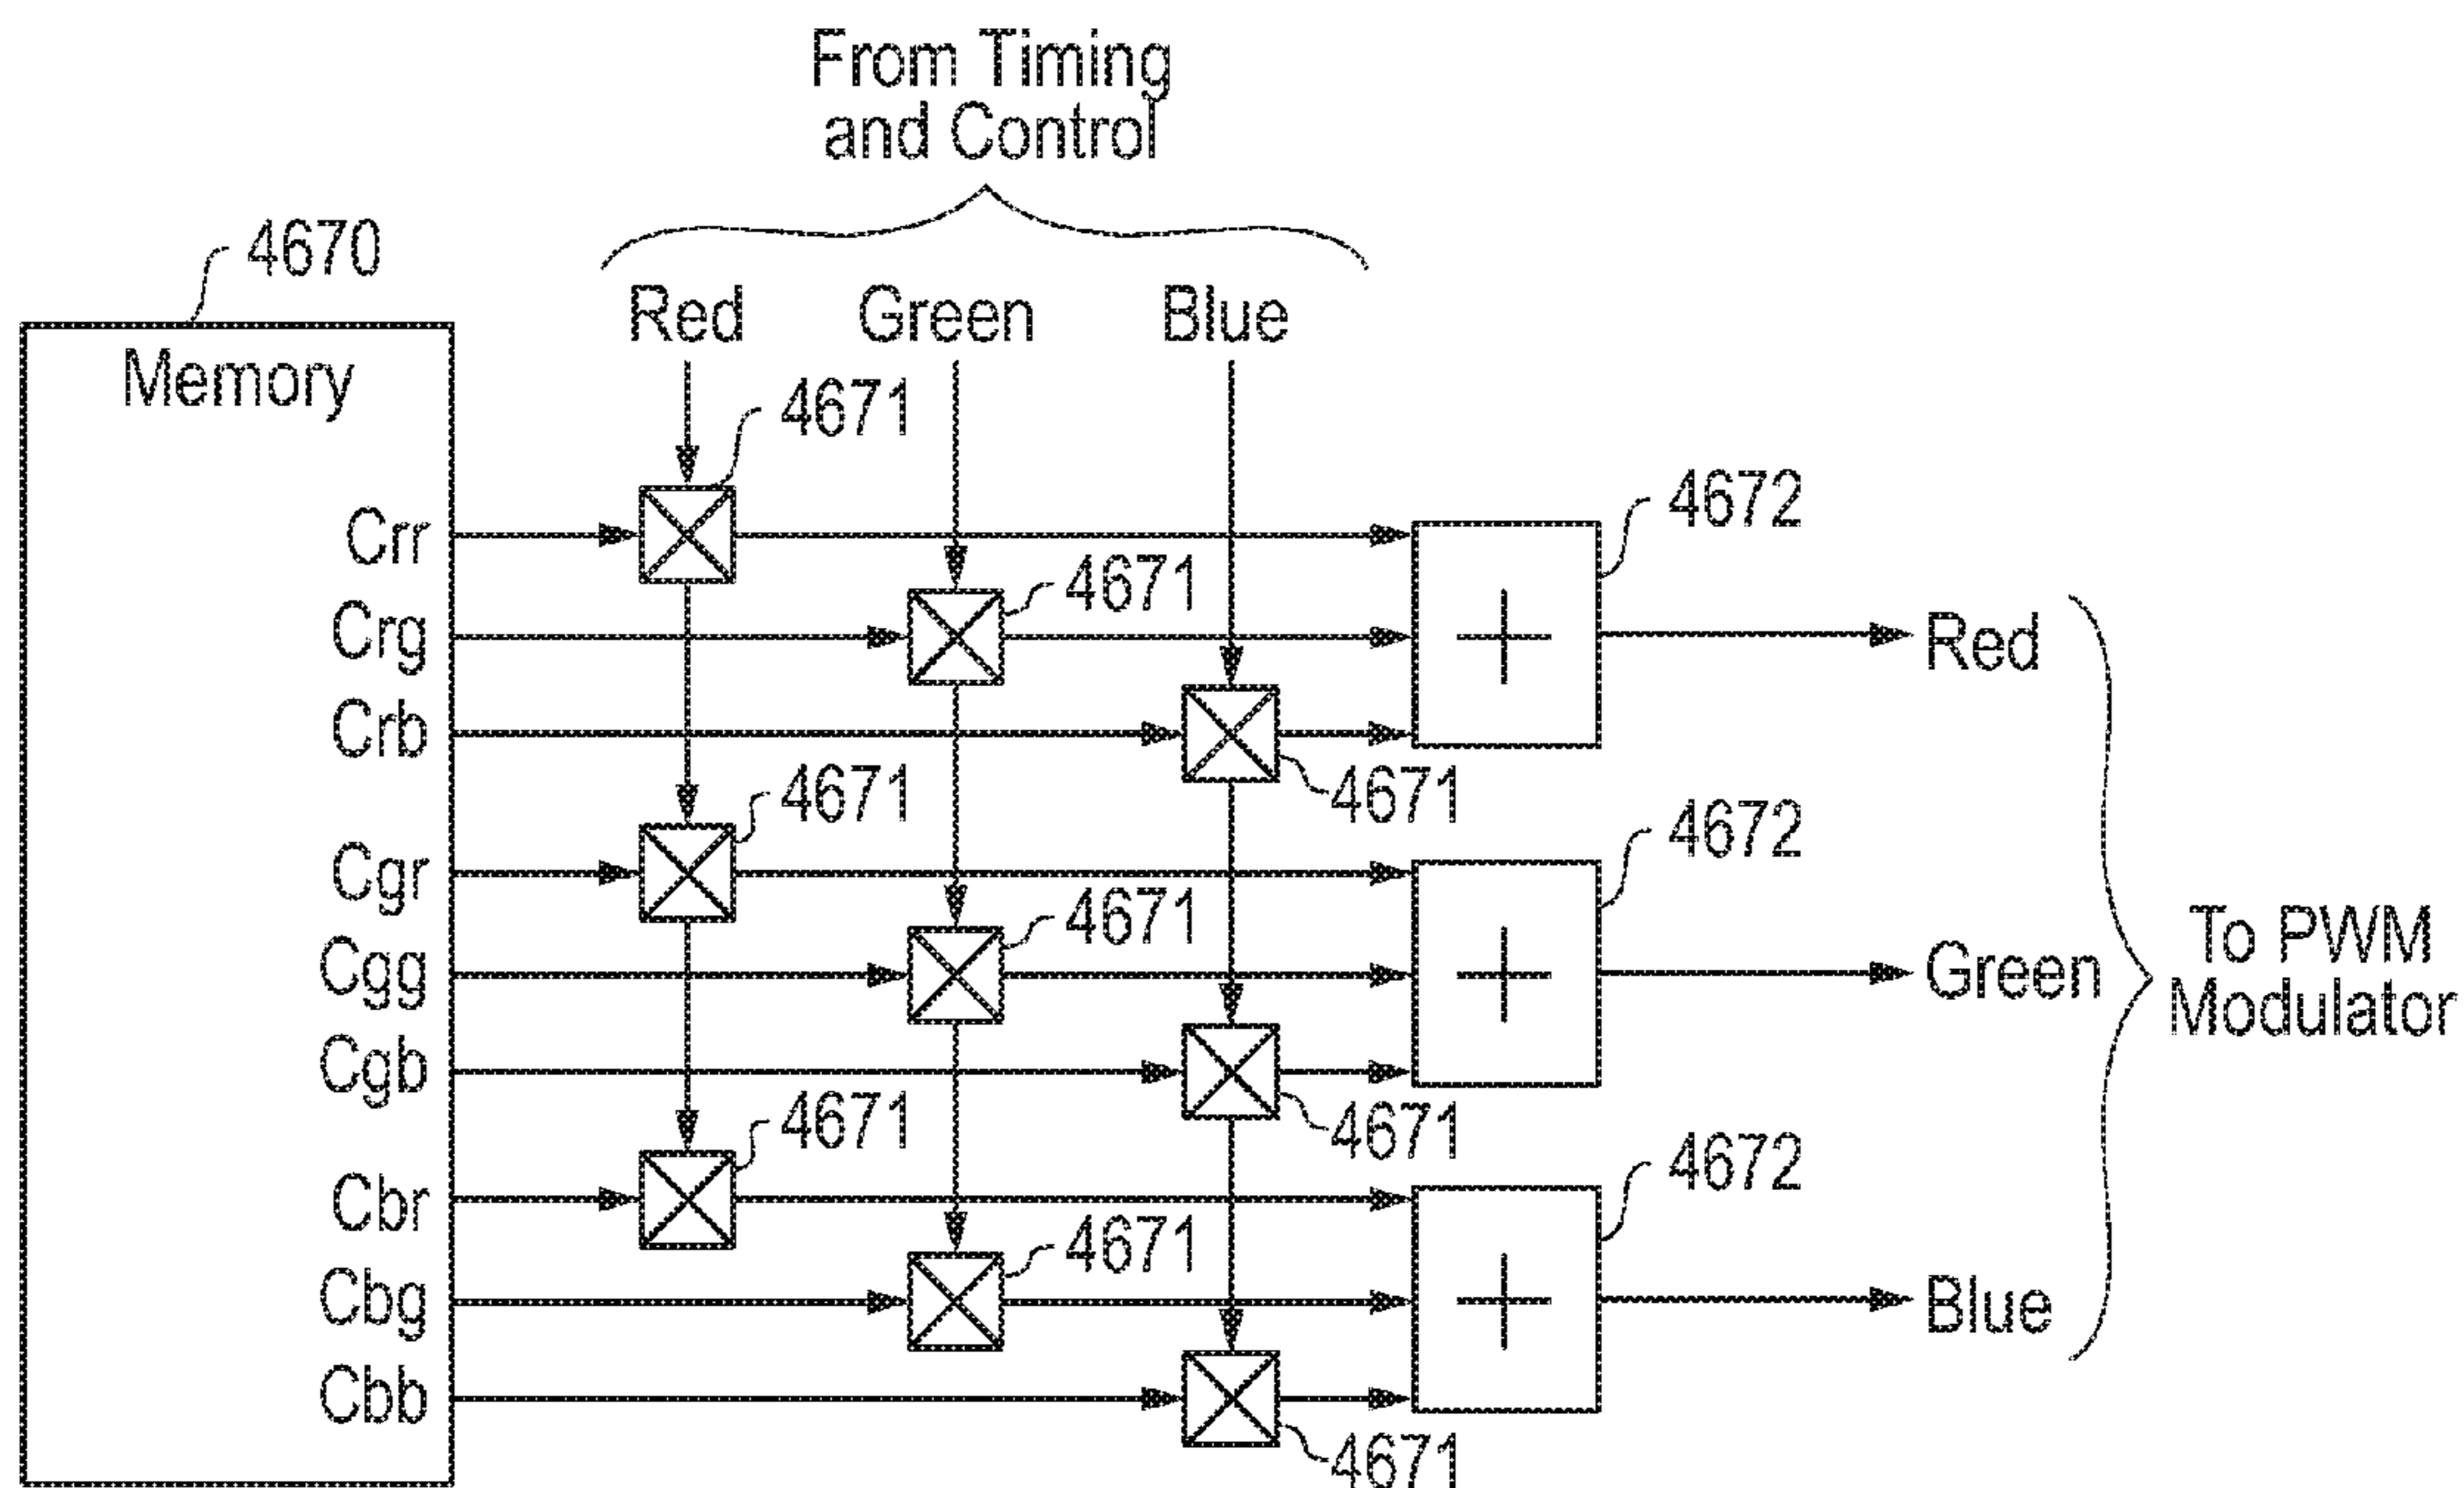 From Timing
and Control
4670
Red Green Blue
Memory
4671
Crr
4672
4671
Crg
Red
Crb
4671
4671
4672
Cgr
4671
To PWM
Modulator
Cgg
Green
Cgb
4671
4671
4672
Cbr
4671
Cbg
Blue
Cbb
4671